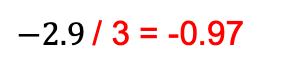 −2.9 / 3 = -0.97